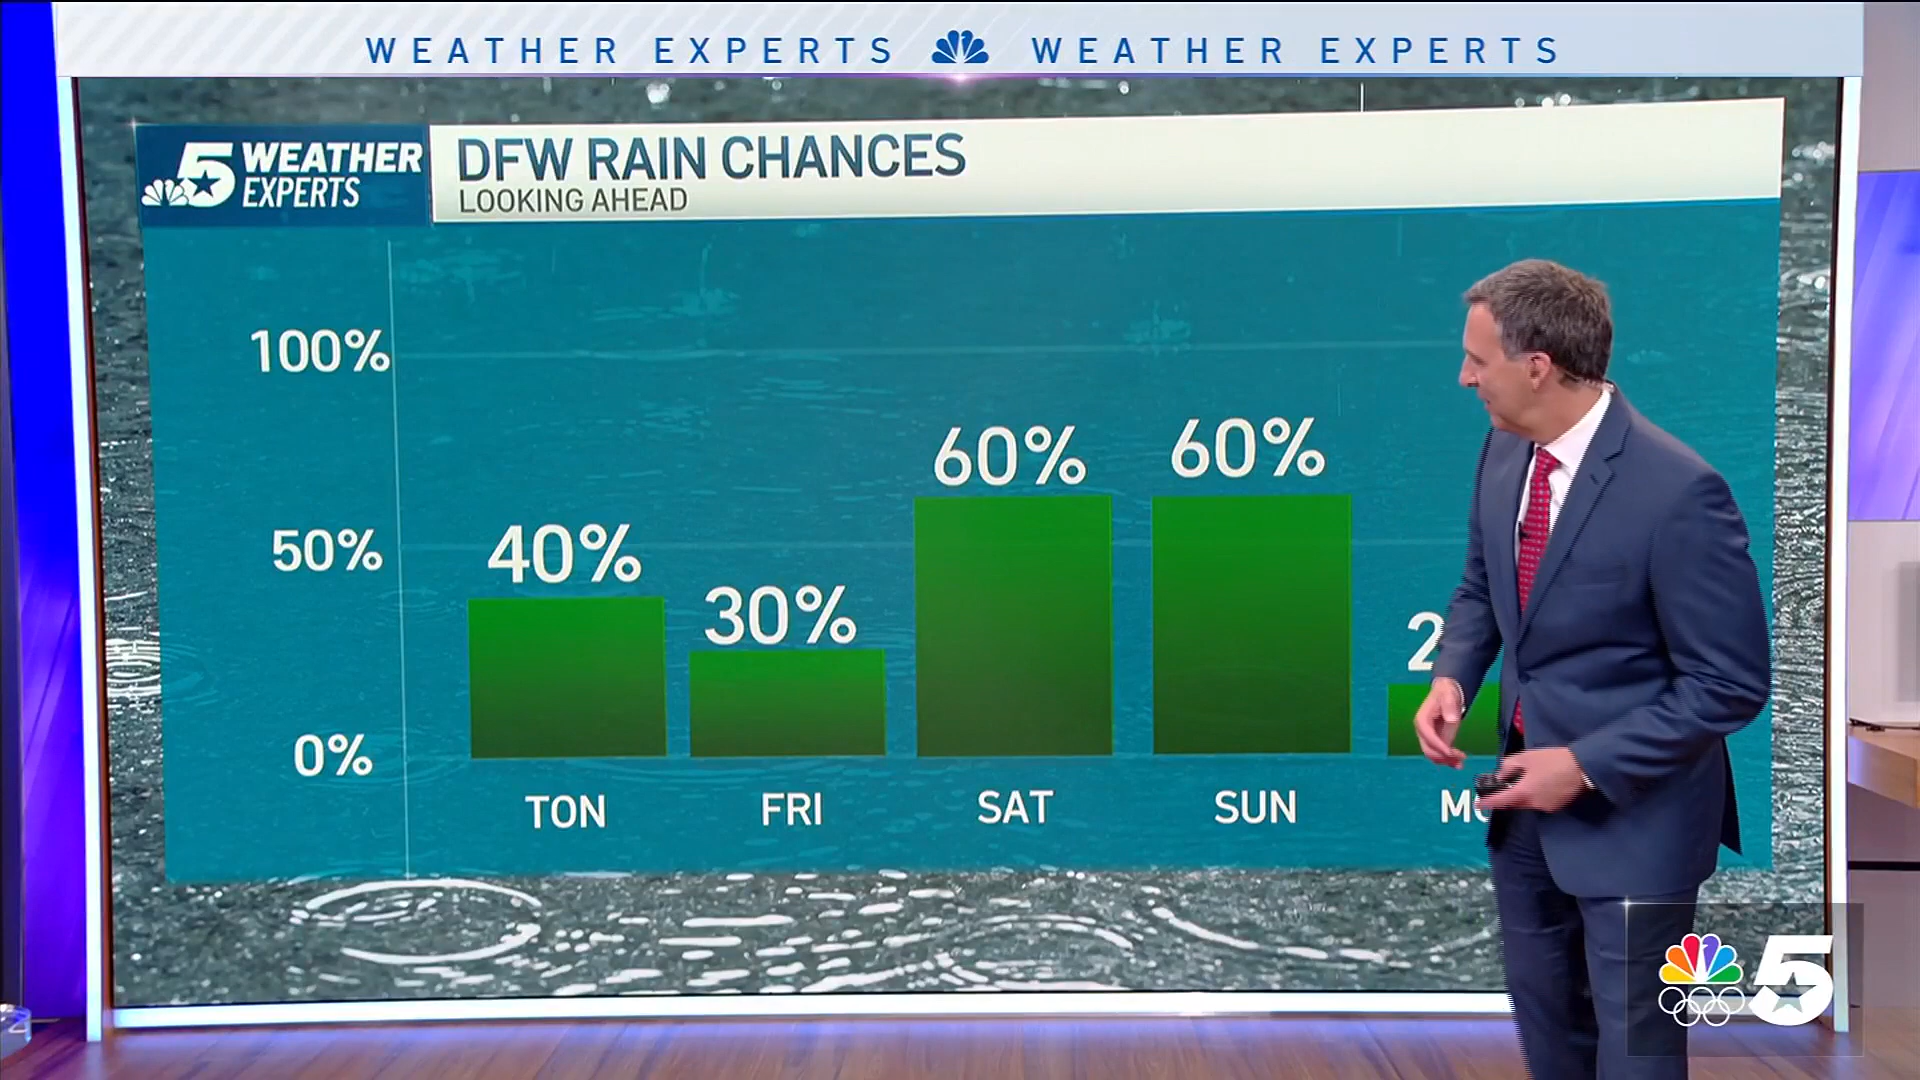 WEATHER EXPERTS WEATHER EXPERTS
5 WEATHER
EXPERTS
DFW RAIN CHANCES
LOOKING AHEAD
100%
50%
0%
40%
30%
60%
60%
2
TON
FRI
SAT
SUN
5